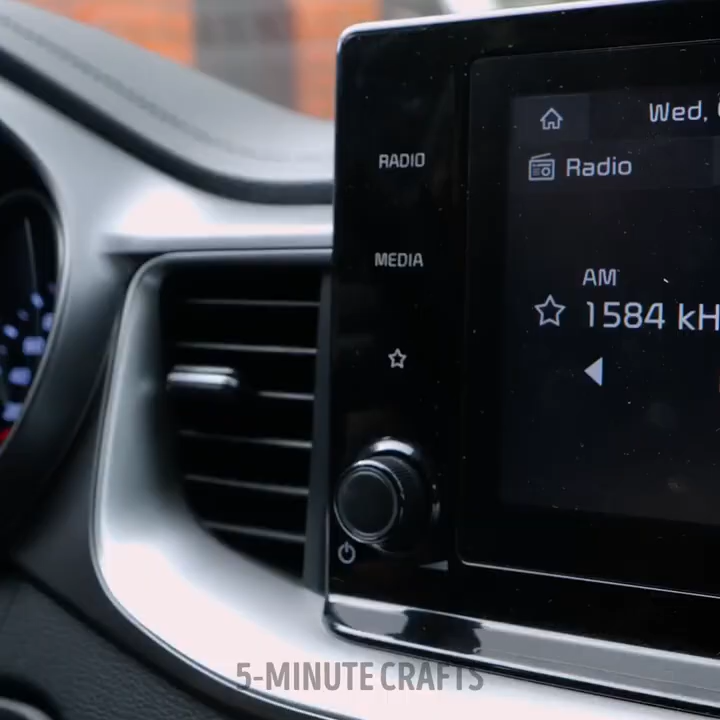 Wed,
RADIO
Radio
MEDIA
AM
1584 kH
5-MINUTE CRAFTS